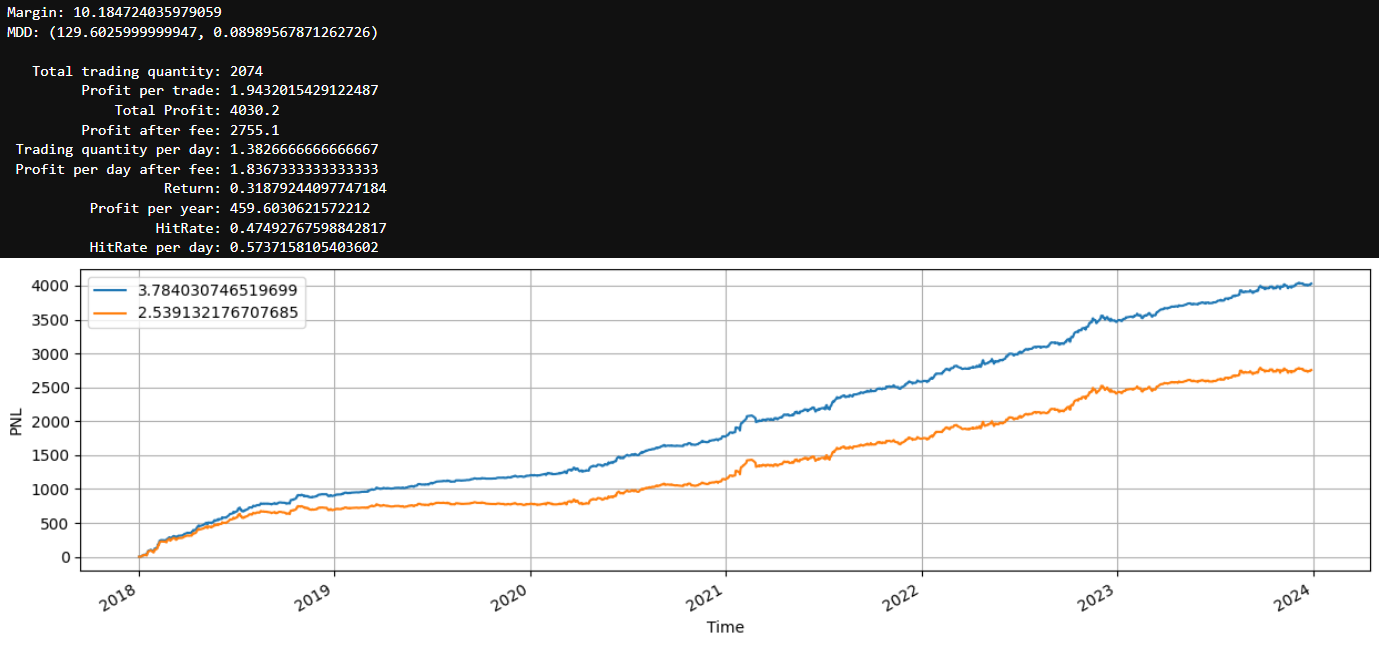 Margin: 10.184724035979059
MDD: (129.6025999999947, 0.08989567871262726)
Total trading quantity: 2074
Profit per trade: 1.9432015429122487
Total Profit: 4030.2
Profit after fee: 2755.1
Trading quantity per day: 1.3826666666666667
Profit per day after fee: 1.8367333333333333
Return: 0.31879244097747184
Profit per year: 459.6030621572212
HitRate: 0.47492767598842817
HitRate per day: 0.5737158105403602
3.784030746519699
2.539132176707685
4000
3500
3000
2500
2000
1500
1000
500
0
PNL
2018
2019
2020
2021
2022
2023
2024
Time